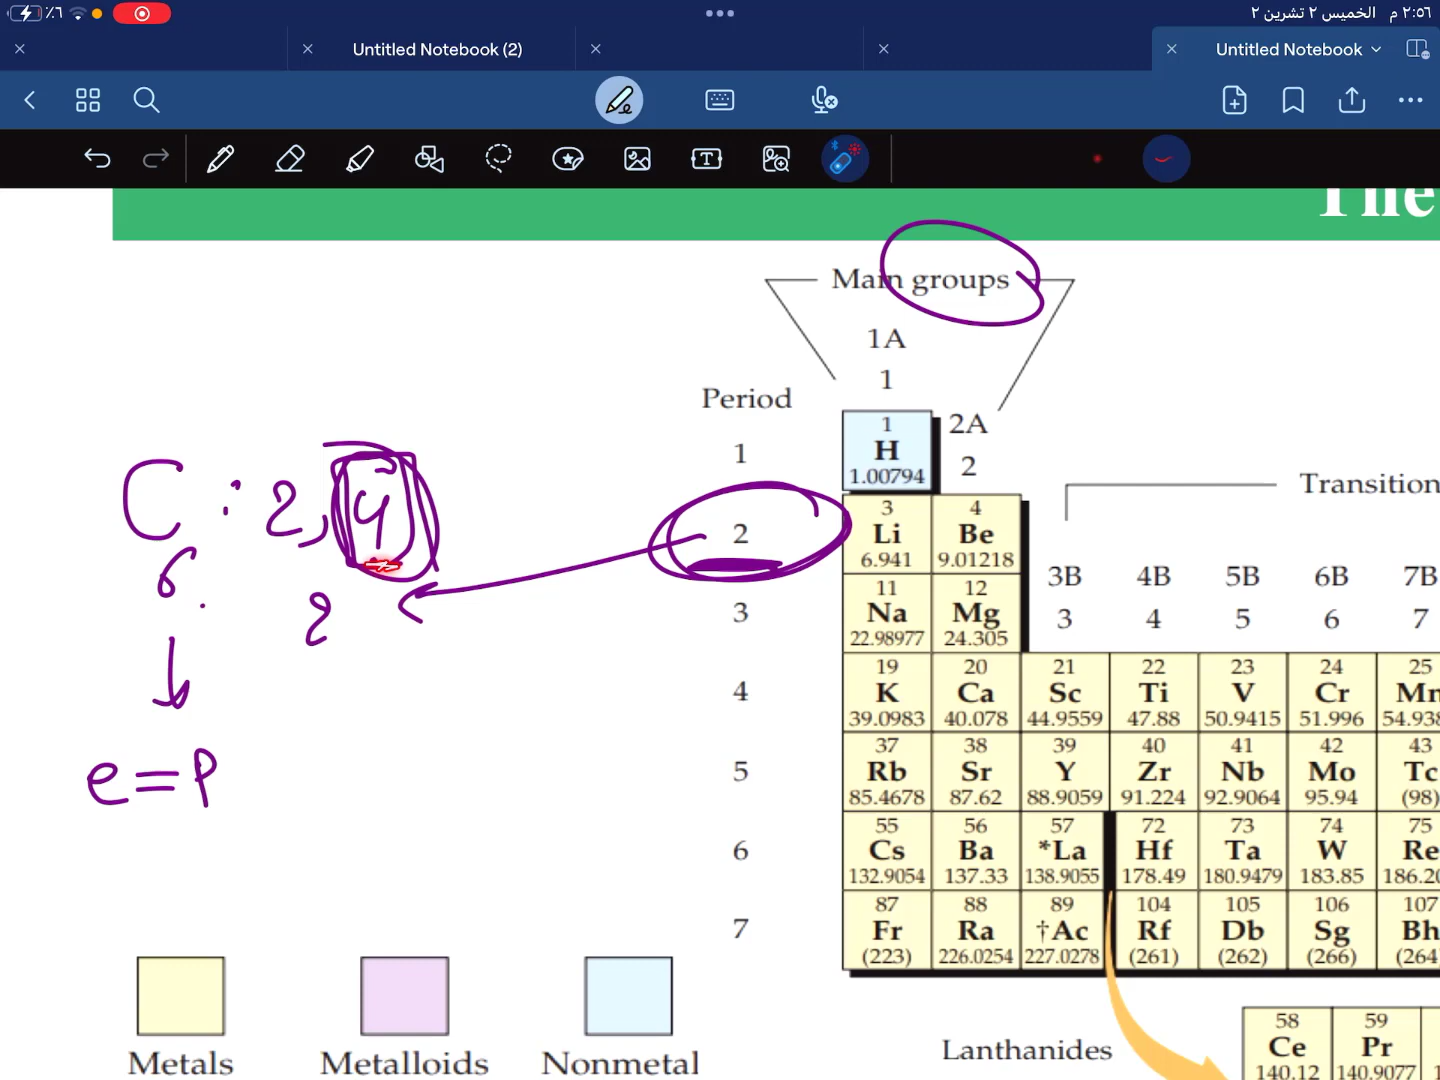 ٪٦
٢:٥٦ م الخميس ٢ تشرين ٢
Untitled Notebook (2)
Untitled Notebook
The
Main groups
1A
1
Period
2A
2
Transition
1
2
3
4
5
6
7
1
H
1.00794
3
Li
6.941
4
Be
9.01218
11
Na
22.98977
12
Mg
24.305
3B 4B 5B 6B 7B
3 4 5 6 7
19 20 21 22 23 24 25
K Ca Sc Ti V Cr Mn
39.0983 40.078 44.9559 47.88 50.9415 51.996 54.938
37 38 39 40 41 42 43
Rb Sr Y Zr Nb Mo Tc
85.4678 87.62 88.9059 91.224 92.9064 95.94 (98)
55 56 57 72 73 74 75
Cs Ba *La Hf Ta W Re
132.9054 137.33 138.9055 178.49 180.9479 183.85 186.20
87 88 89 104 105 106 107
Fr Ra †Ac Rf Db Sg Bh
(223) 226.0254 227.0278 (261) (262) (266) (264
C : 2, 4
6
2
e = P
Metals Metalloids Nonmetal
Lanthanides
58 59
Ce Pr
140.12 140.9077